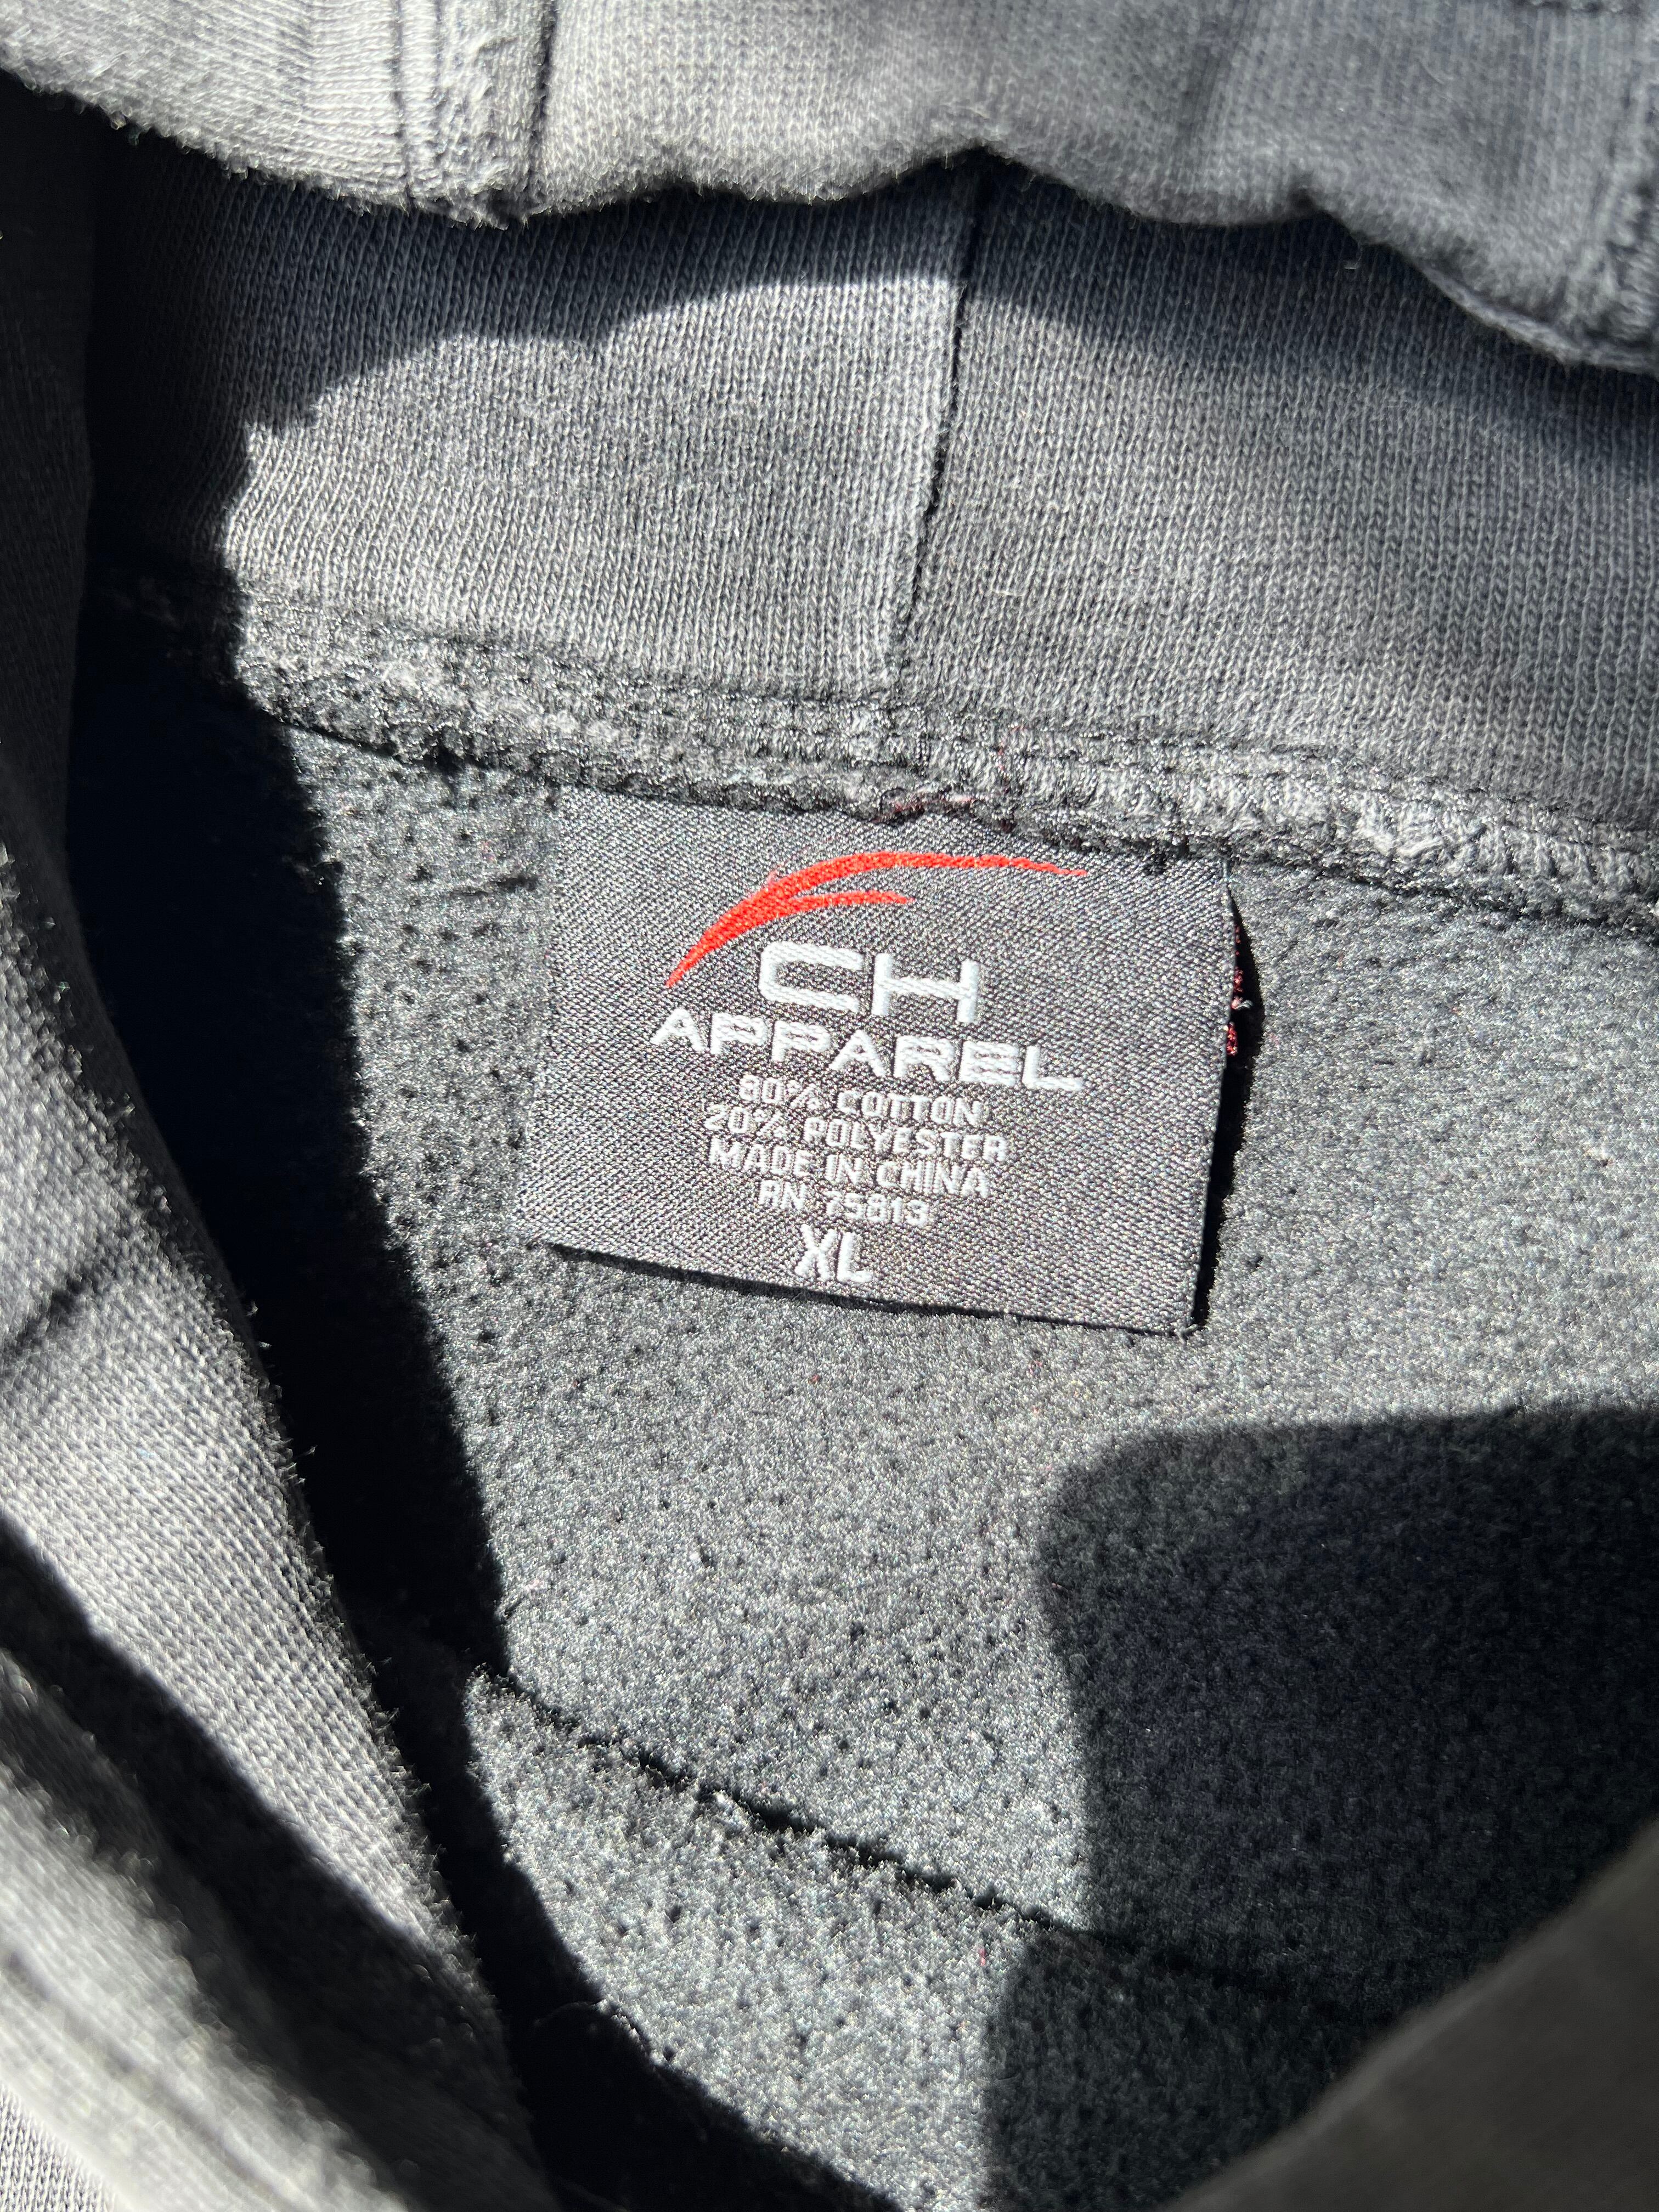 CH
APPAREL
80% COTTON
20% POLYESTER
MADE IN CHINA
RN 75813
XL